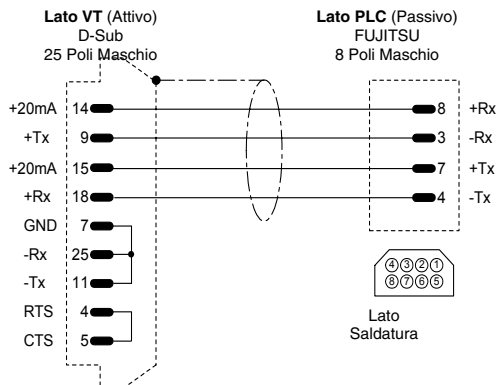 Lato VT (Attivo)
D-Sub
25 Poli Maschio
Lato PLC (Passivo)
FUJITSU
8 Poli Maschio
+20mA 14 8 +Rx
+Tx 9 3 -Rx
+20mA 15 7 +Tx
+Rx 18 4 -Tx
GND 7
-Rx 25
-Tx 11
RTS 4
CTS 5
4 3 2 1
8 7 6 5
Lato
Saldatura